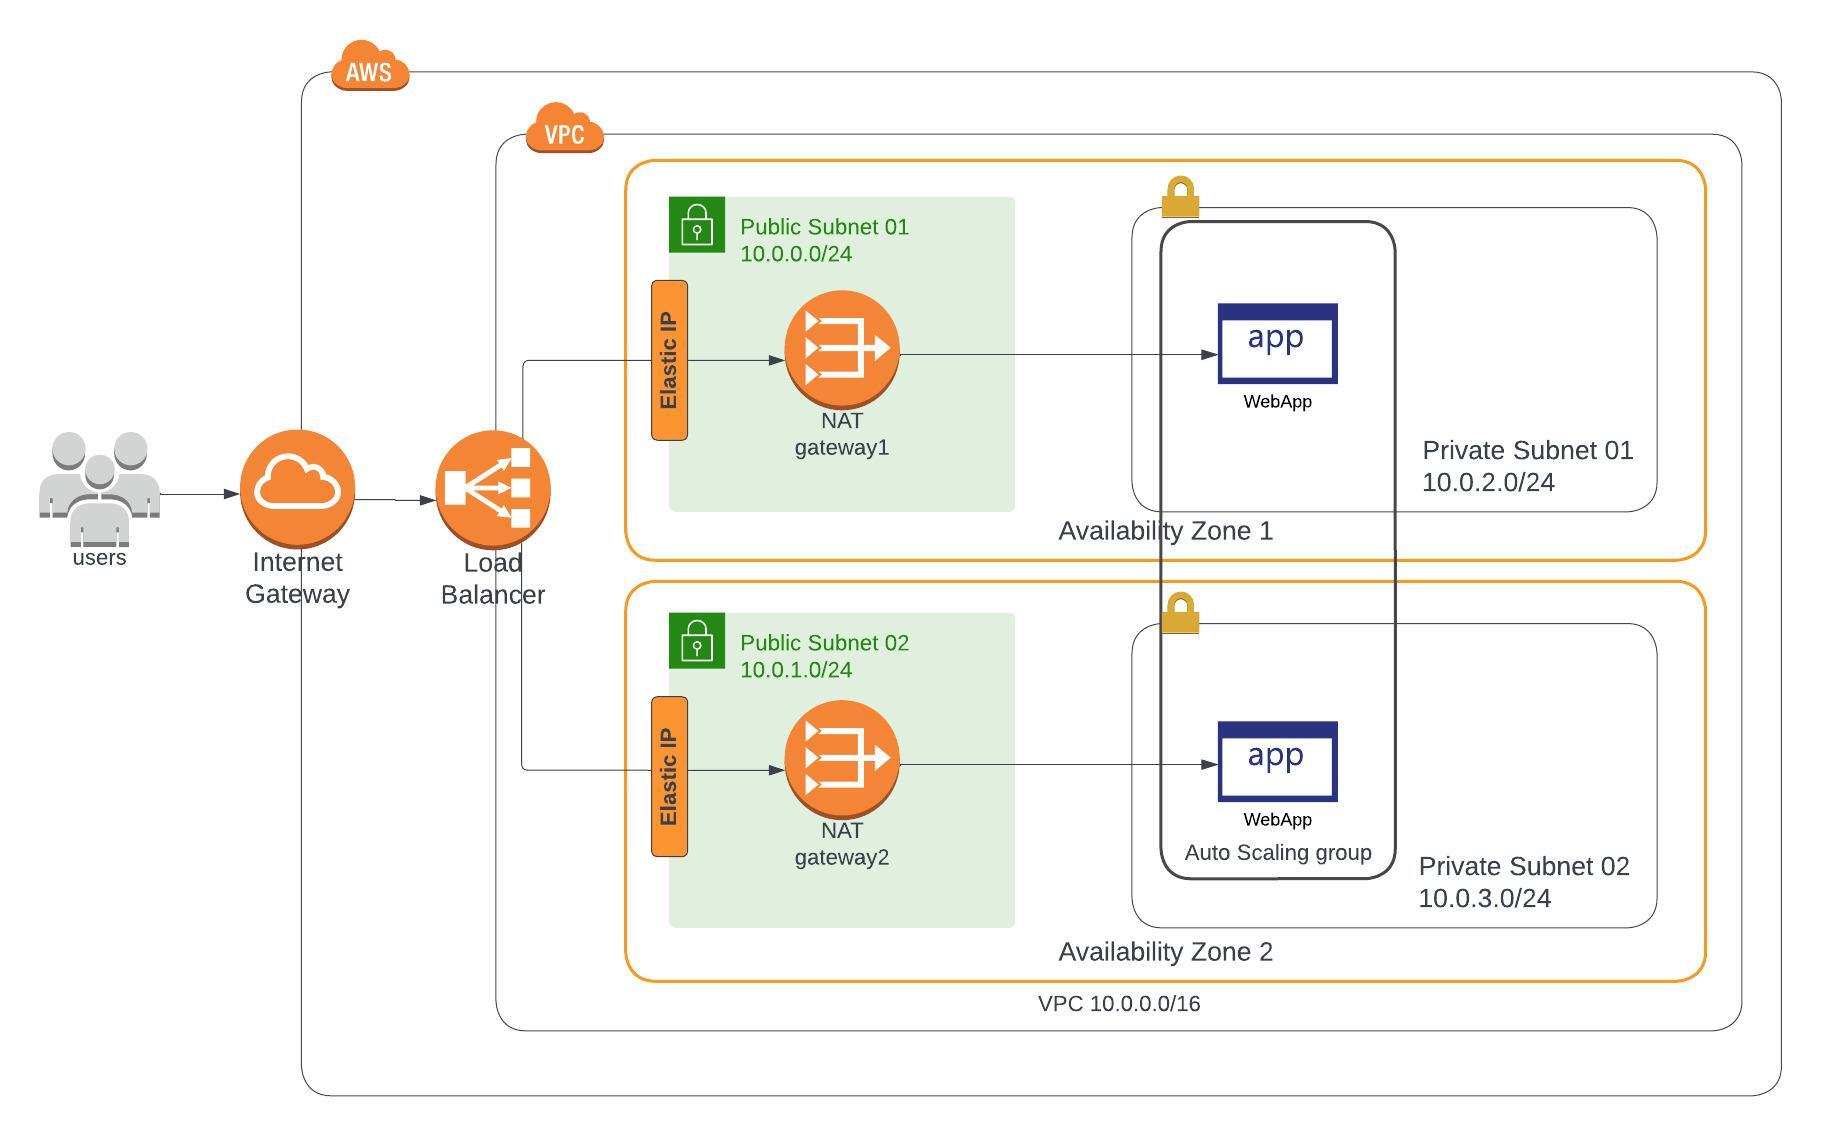 AWS
VPC
Public Subnet 01
10.0.0.0/24
Elastic IP
NAT
gateway1
app
WebApp
Private Subnet 01
10.0.2.0/24
Availability Zone 1
users
Internet
Gateway
Load
Balancer
Public Subnet 02
10.0.1.0/24
Elastic IP
NAT
gateway2
app
WebApp
Auto Scaling group
Private Subnet 02
10.0.3.0/24
Availability Zone 2
VPC 10.0.0.0/16